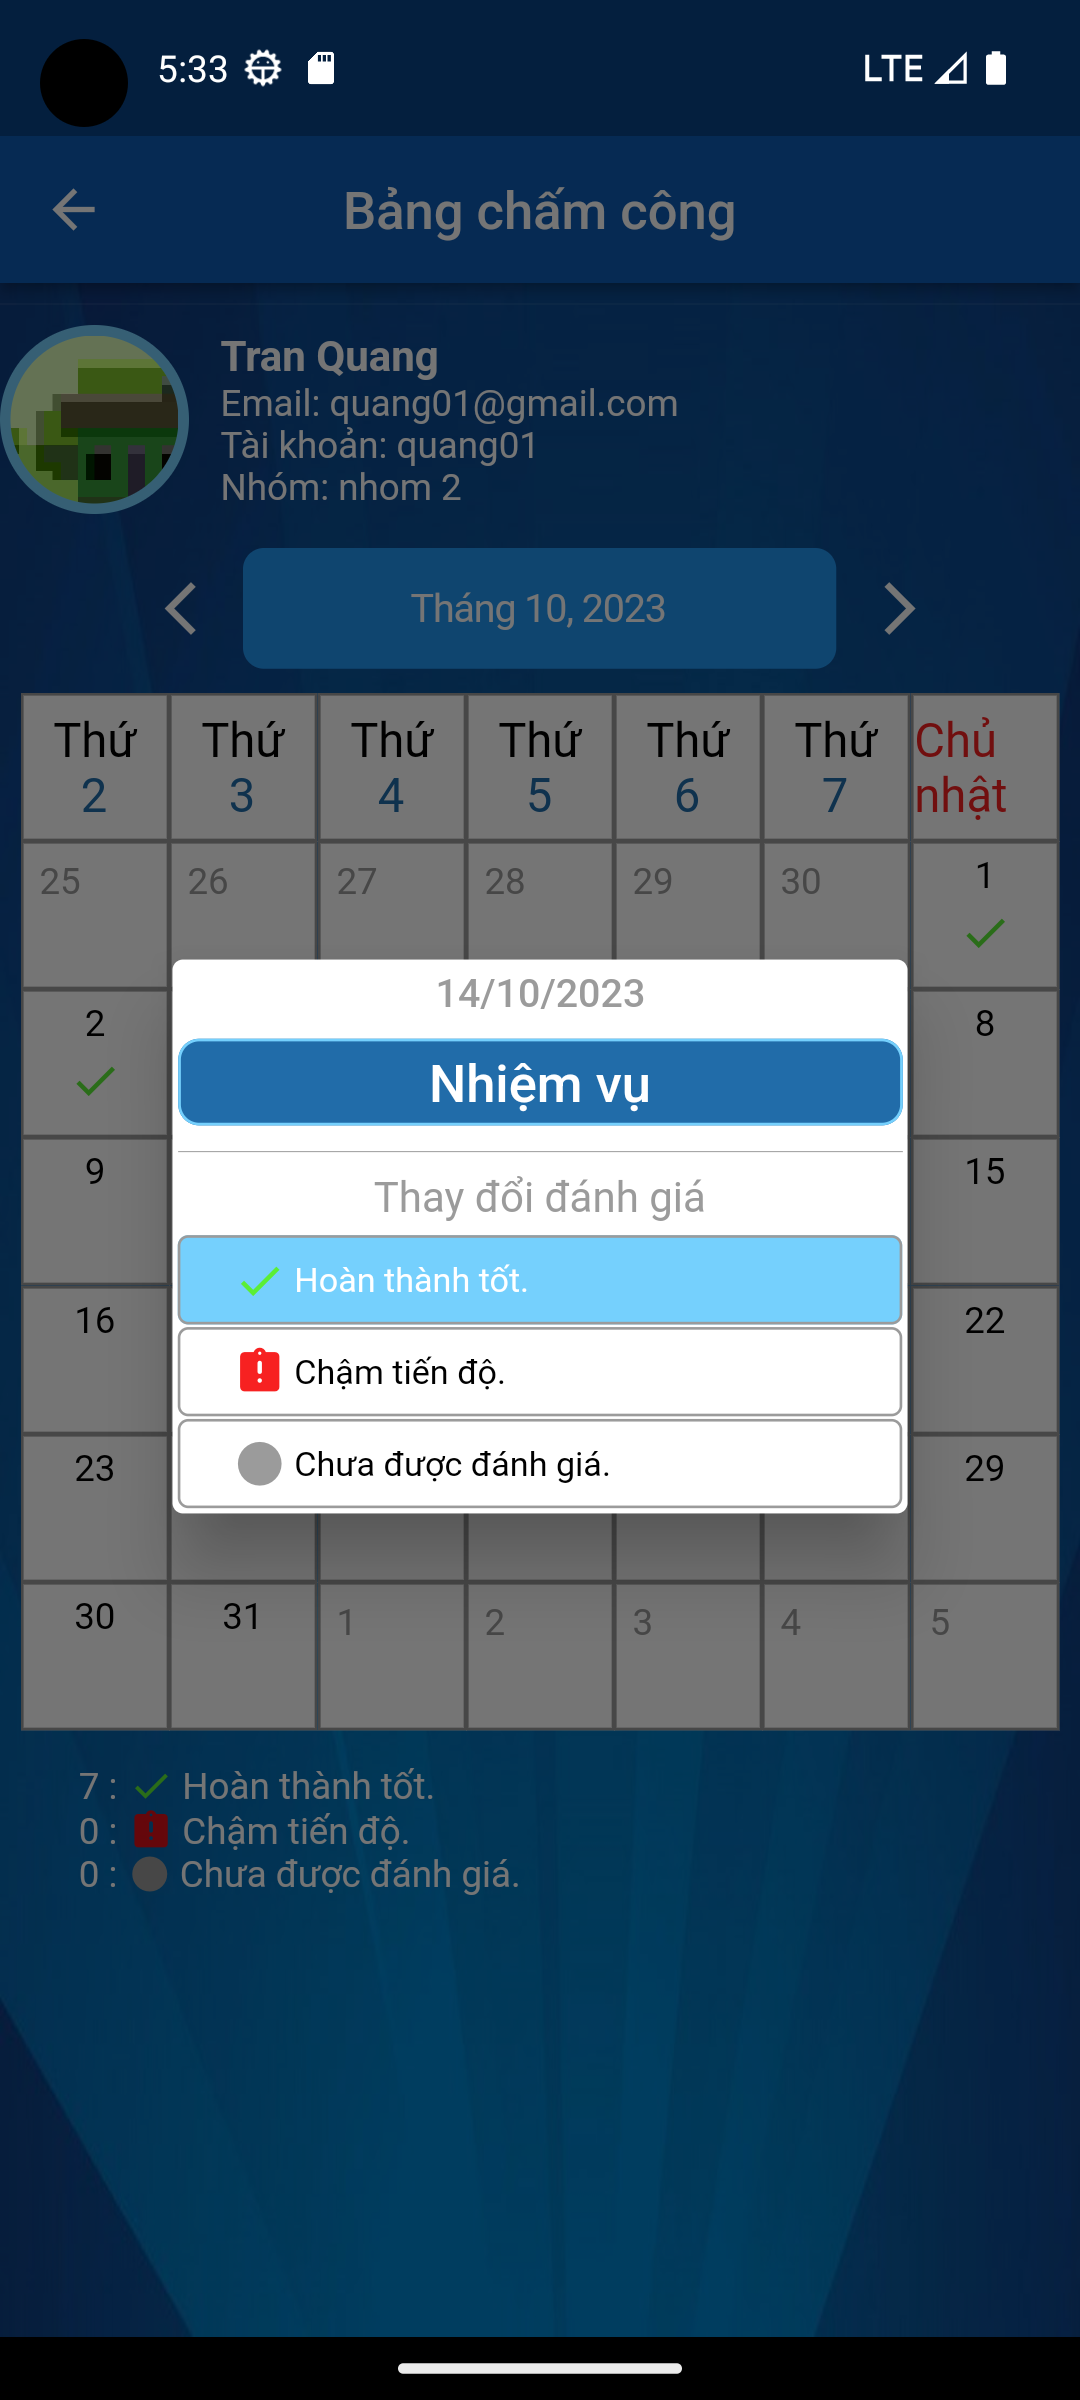 5:33
LTE
Bảng chấm công
Tran Quang
Email: quang01@gmail.com
Tài khoản: quang01
Nhóm: nhom 2
Tháng 10, 2023
Thứ 2 Thứ 3 Thứ 4 Thứ 5 Thứ 6 Thứ 7 Chủ nhật
25 26 27 28 29 30 1
2 8
9 15
16 22
23 29
30 31 1 2 3 4 5
14/10/2023
Nhiệm vụ
Thay đổi đánh giá
Hoàn thành tốt.
Chậm tiến độ.
Chưa được đánh giá.
7 : Hoàn thành tốt.
0 : Chậm tiến độ.
0 : Chưa được đánh giá.